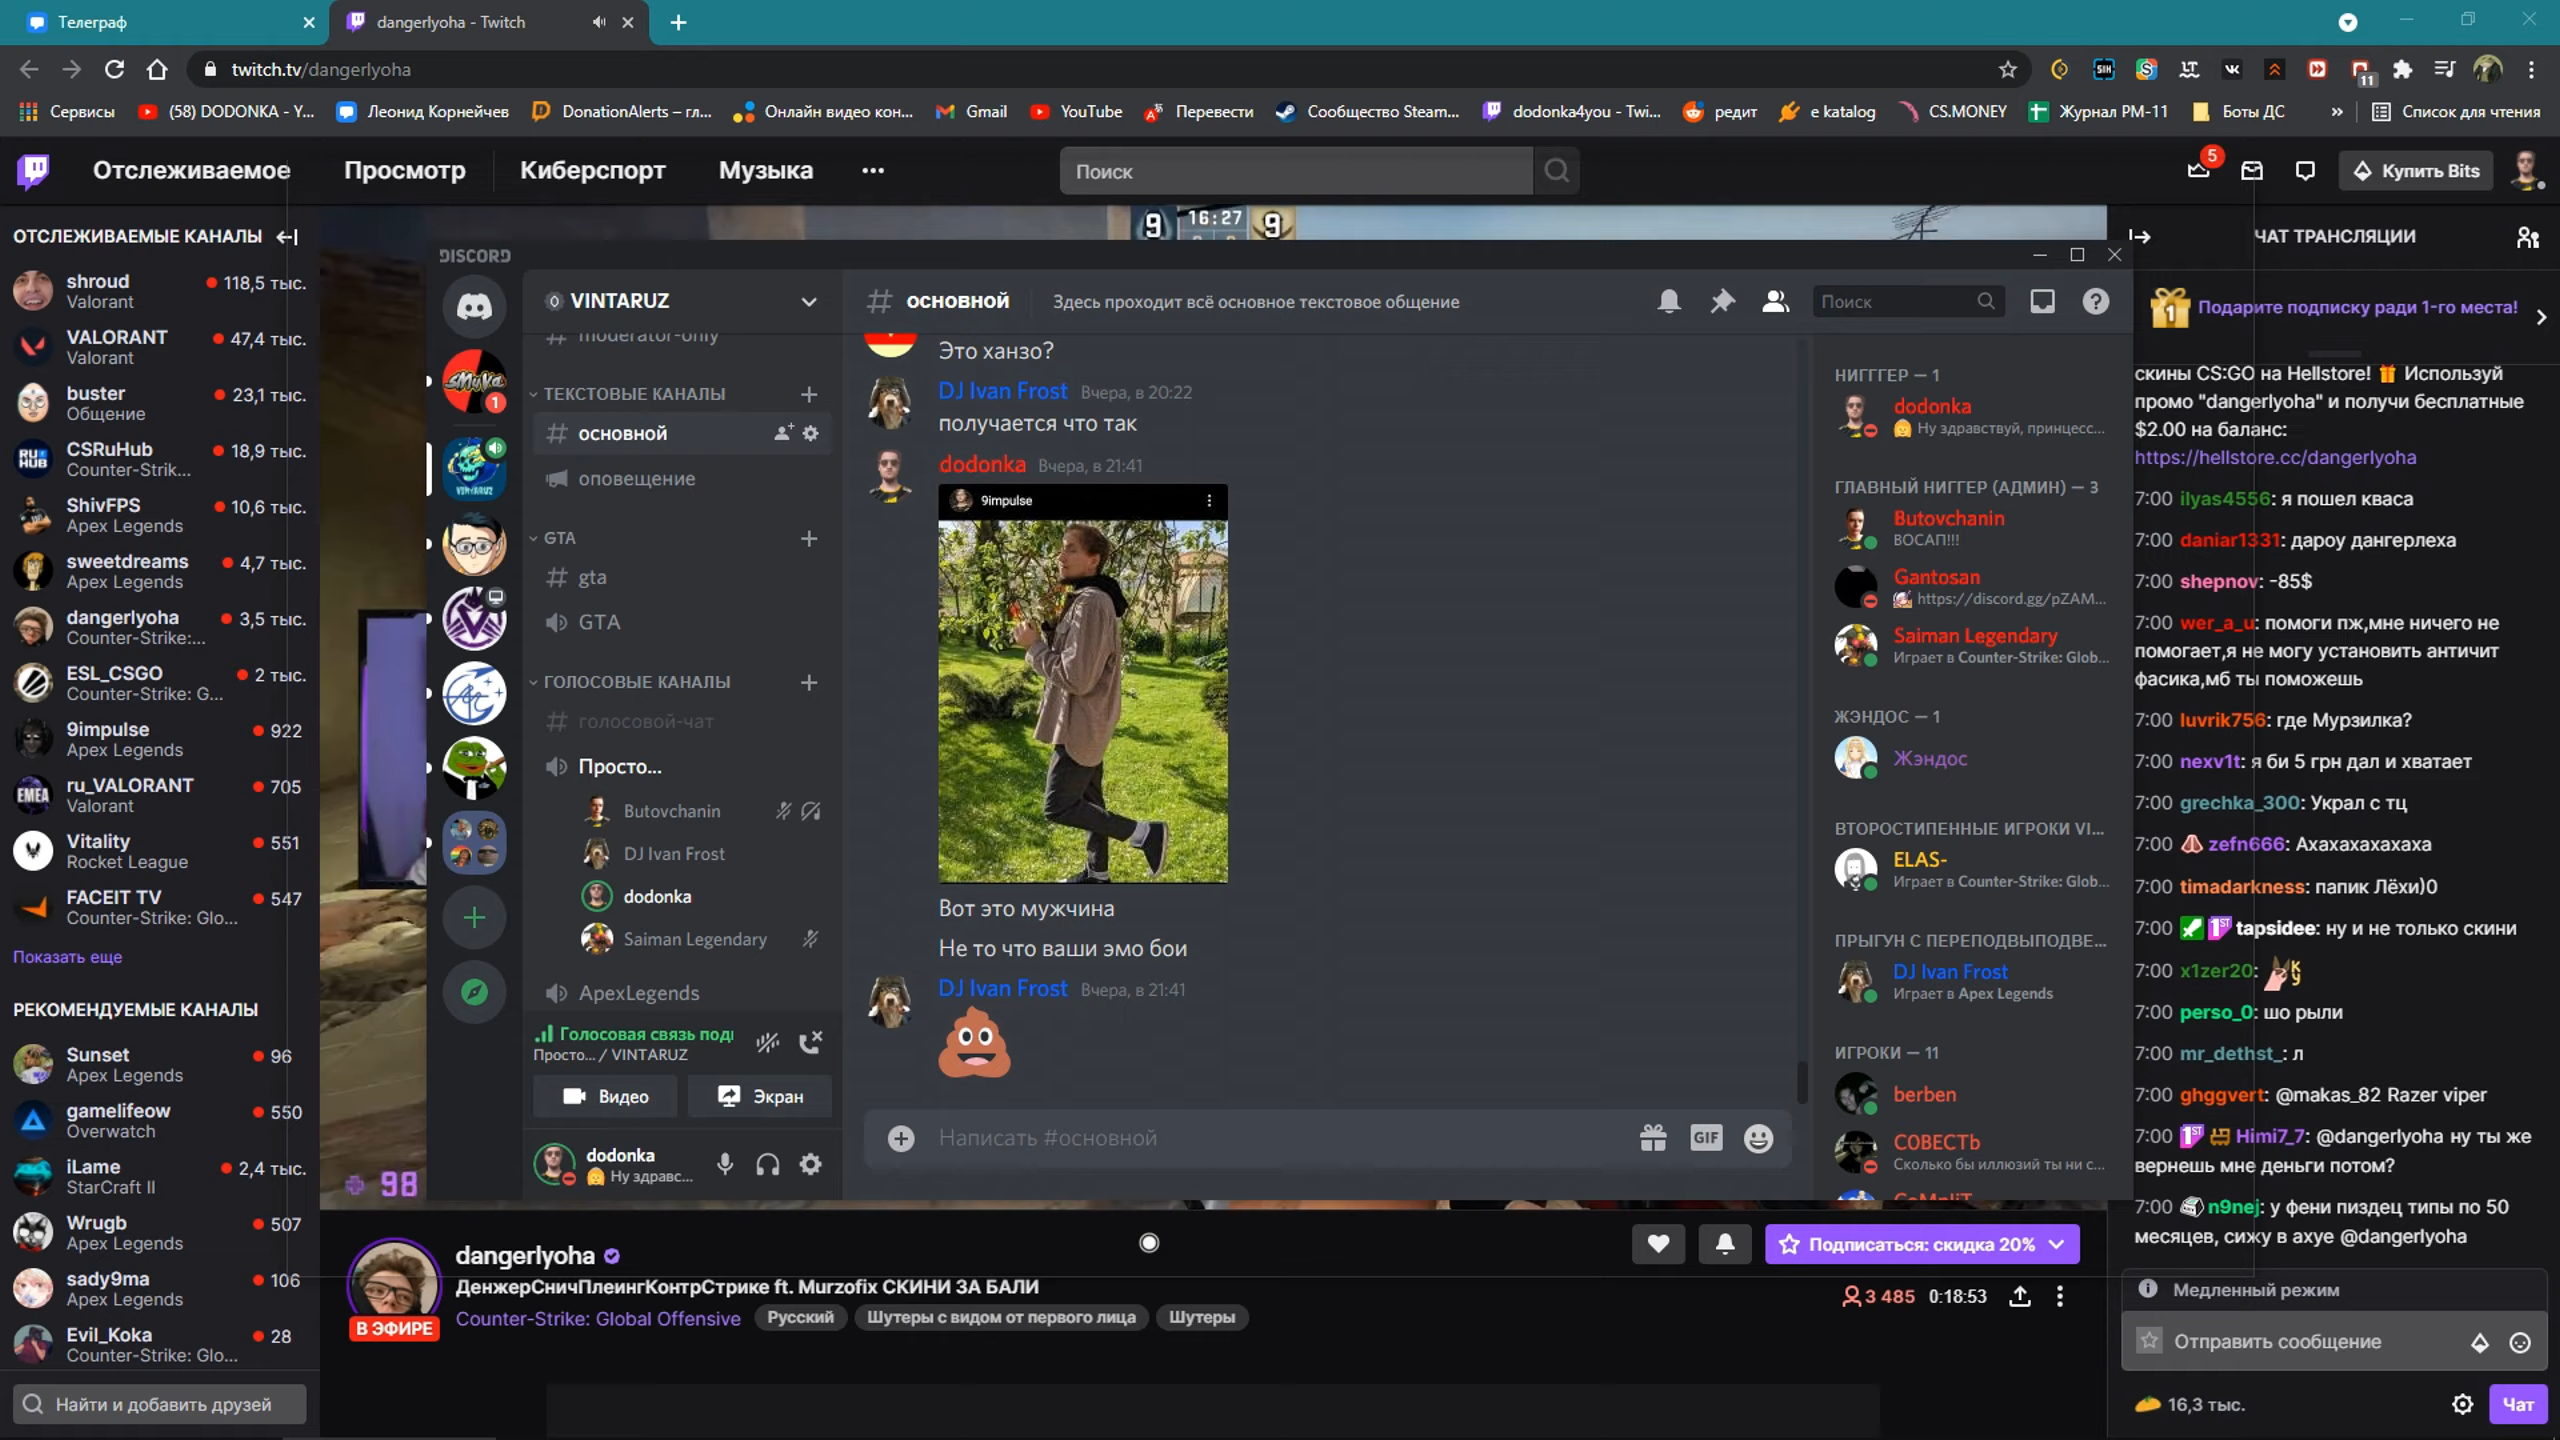 Телеграф
dangerlyoha - Twitch
twitch.tv/dangerlyoha
Сервисы
(58) DODONKA - Y...
Леонид Корнейчев
DonationAlerts – гл...
Онлайн видео кон...
Gmail
YouTube
Перевести
Сообщество Steam...
dodonka4you - Twi...
редит
e katalog
CS.MONEY
Журнал РМ-11
Боты ДС
»
Список для чтения
11
Отслеживаемое
Просмотр
Киберспорт
Музыка
Поиск
5
Купить Bits
ОТСЛЕЖИВАЕМЫЕ КАНАЛЫ
shroud
118,5 тыс.
Valorant
VALORANT
47,4 тыс.
Valorant
buster
23,1 тыс.
Общение
CSRuHub
18,9 тыс.
Counter-Strik...
ShivFPS
10,6 тыс.
Apex Legends
sweetdreams
4,7 тыс.
Apex Legends
dangerlyoha
3,5 тыс.
Counter-Strike:...
ESL_CSGO
2 тыс.
Counter-Strike: G...
9impulse
922
Apex Legends
ru_VALORANT
705
Valorant
Vitality
551
Rocket League
FACEIT TV
547
Counter-Strike: Glo...
Показать еще
РЕКОМЕНДУЕМЫЕ КАНАЛЫ
Sunset
96
Apex Legends
gamelifeow
550
Overwatch
iLame
2,4 тыс.
StarCraft II
Wrugb
507
Apex Legends
sady9ma
106
Apex Legends
Evil_Koka
28
Counter-Strike: Glo...
Найти и добавить друзей
9 16:27 9
98
DISCORD
VINTARUZ
moderator-only
ТЕКСТОВЫЕ КАНАЛЫ
основной
оповещение
GTA
gta
GTA
ГОЛОСОВЫЕ КАНАЛЫ
голосовой-чат
Просто...
Butovchanin
DJ Ivan Frost
dodonka
Saiman Legendary
ApexLegends
Просто... / VINTARUZ
Видео
Экран
dodonka
Ну здравс...
основной
Здесь проходит всё основное текстовое общение
Поиск
Это ханзо?
DJ Ivan Frost Вчера, в 20:22
получается что так
dodonka Вчера, в 21:41
9impulse
Вот это мужчина
Не то что ваши эмо бои
DJ Ivan Frost Вчера, в 21:41
Написать #основной
GIF
НИГГГЕР — 1
dodonka
Ну здравствуй, принцесс...
ГЛАВНЫЙ НИГГЕР (АДМИН) — 3
Butovchanin
ВОСАП!!!
Gantosan
https://discord.gg/pZAM...
Saiman Legendary
Играет в Counter-Strike: Glob...
ЖЭНДОС — 1
Жэндос
ВТОРОСТИПЕННЫЕ ИГРОКИ VI...
ELAS-
Играет в Counter-Strike: Glob...
ПРЫГУН С ПЕРЕПОДВЫПОДВЕ...
DJ Ivan Frost
Играет в Apex Legends
ИГРОКИ — 11
berben
СОВЕСТЬ
Сколько бы иллюзий ты ни с...
dangerlyoha
ДенжерСничПлеингКонтрСтрике ft. Murzofix СКИНИ ЗА БАЛИ
В ЭФИРЕ
Counter-Strike: Global Offensive
Русский
Шутеры с видом от первого лица
Шутеры
Подписаться: скидка 20%
3 485
0:18:53
ЧАТ ТРАНСЛЯЦИИ
Подарите подписку ради 1-го места!
скины CS:GO на Hellstore! Используй
промо "dangerlyoha" и получи бесплатные
$2.00 на баланс:
https://hellstore.cc/dangerlyoha
7:00 ilyas4556: я пошел кваса
7:00 daniar1331: дароу дангерлеха
7:00 shepnov: -85$
7:00 wer_a_u: помоги пж,мне ничего не
помогает,я не могу установить античит
фасика,мб ты поможешь
7:00 luvrik756: где Мурзилка?
7:00 nexv1t: я би 5 грн дал и хватает
7:00 grechka_300: Украл с тц
7:00 zefn666: Ахахахахахаха
7:00 timadarkness: папик Лёхи)0
7:00 tapsidee: ну и не только скини
7:00 x1zer20:
7:00 perso_0: шо рыли
7:00 mr_dethst_: л
7:00 ghggvert: @makas_82 Razer viper
7:00 Himi7_7: @dangerlyoha ну ты же
вернешь мне деньги потом?
7:00 n9nej: у фени пиздец типы по 50
месяцев, сижу в ахуе @dangerlyoha
Медленный режим
Отправить сообщение
16,3 тыс.
Чат